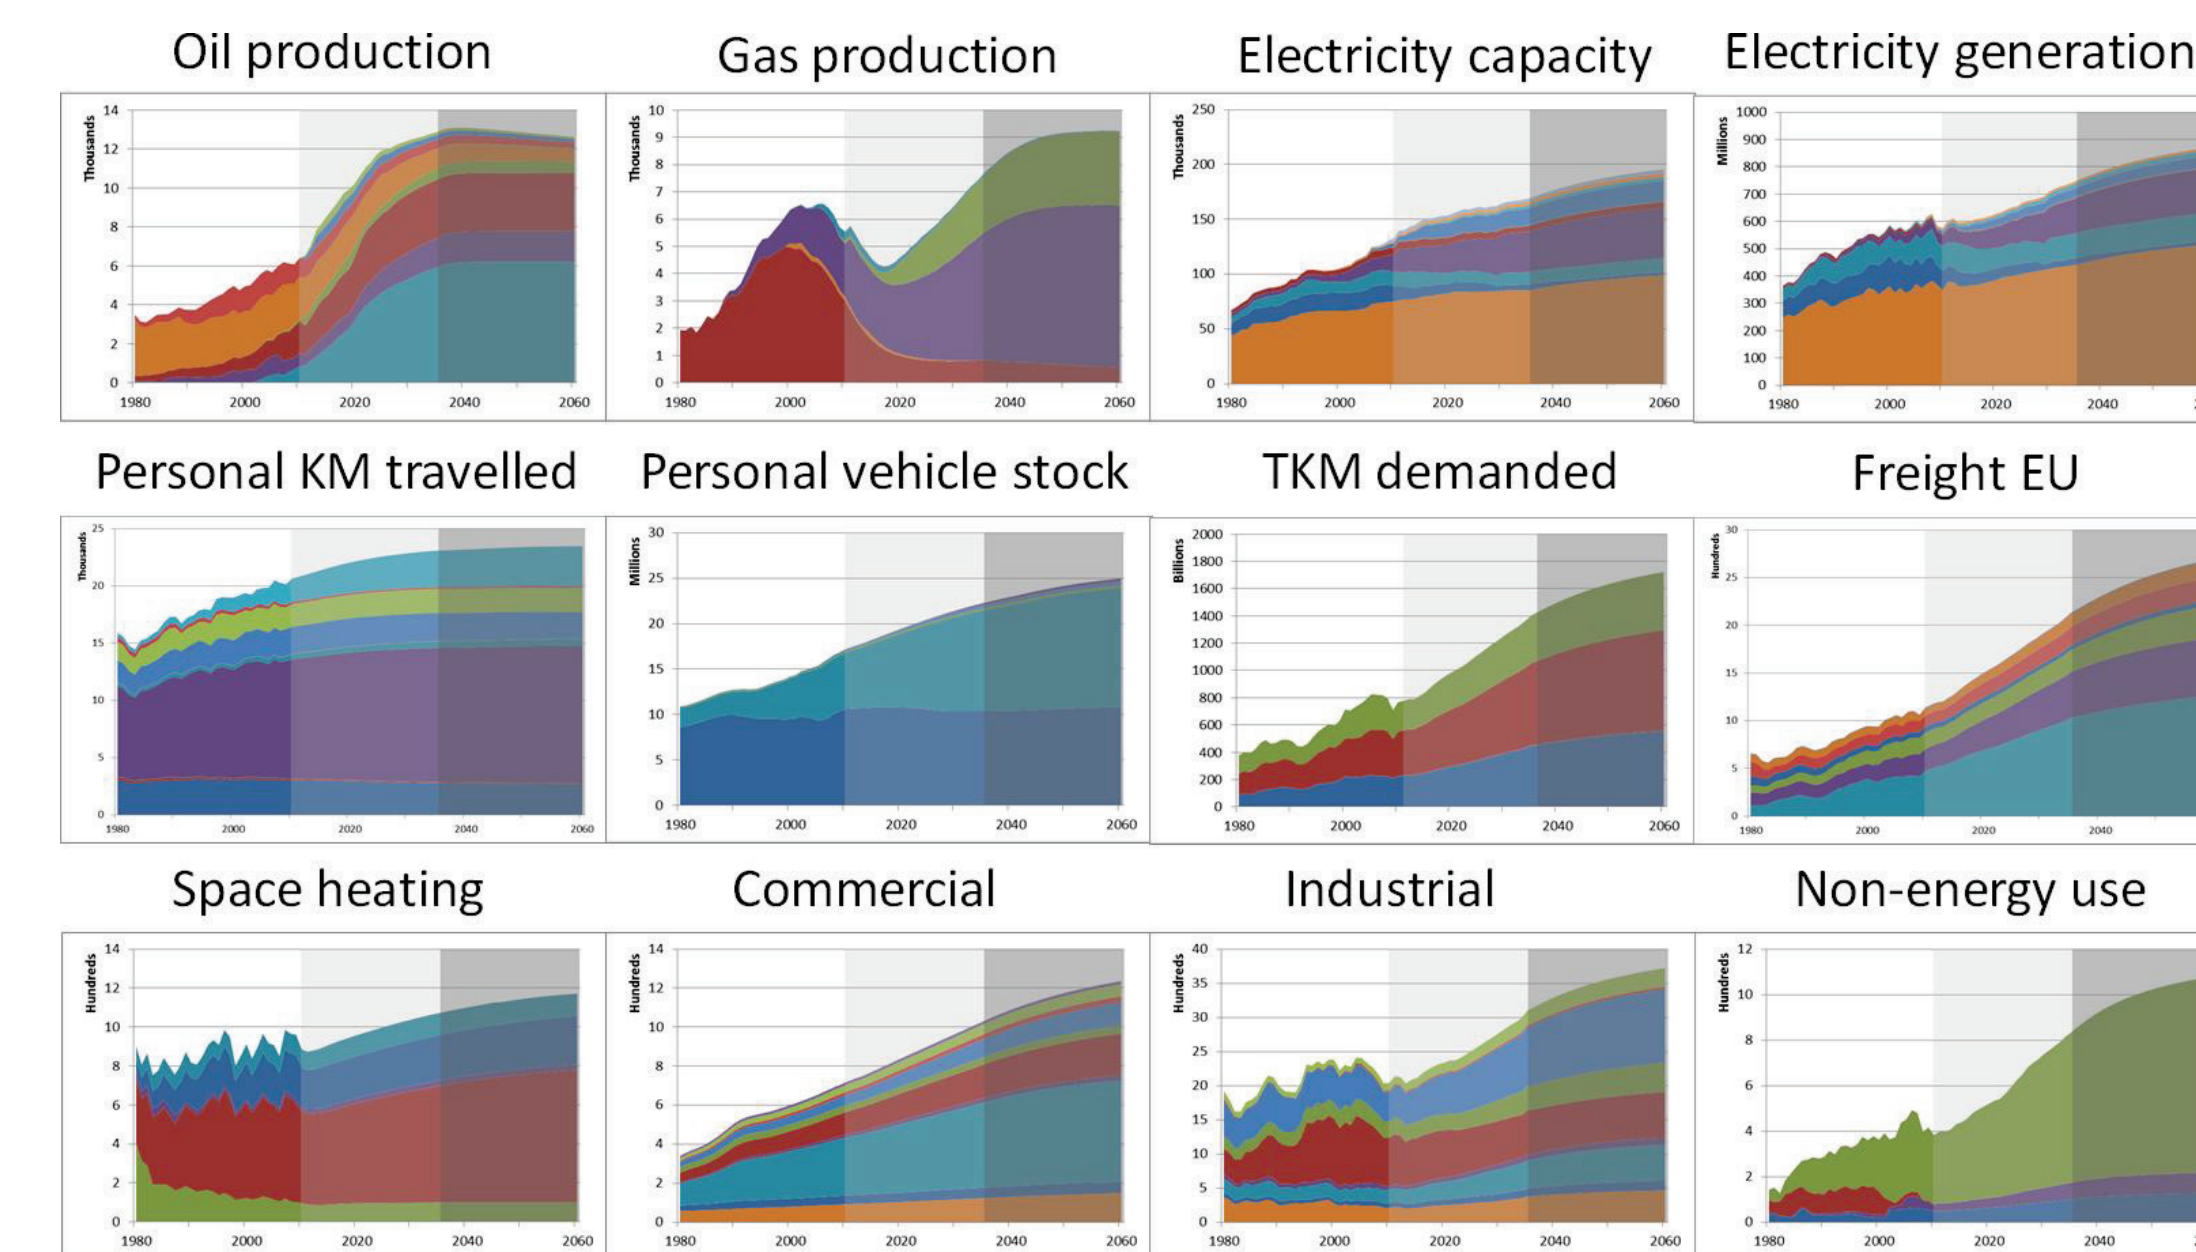 Oil production
Gas production
Electricity capacity
Electricity generation
Thousands
14
12
10
8
6
4
2
0
1980 2000 2020 2040 2060
Thousands
10
9
8
7
6
5
4
3
2
1
0
1980 2000 2020 2040 2060
Thousands
250
200
150
100
50
0
1980 2000 2020 2040 2060
Millions
1000
900
800
700
600
500
400
300
200
100
0
1980 2000 2020 2040
Personal KM travelled
Personal vehicle stock
TKM demanded
Freight EU
Thousands
25
20
15
10
5
0
1980 2000 2020 2040 2060
Millions
30
25
20
15
10
5
0
1980 2000 2020 2040 2060
Billions
2000
1800
1600
1400
1200
1000
800
600
400
200
0
1980 2000 2020 2040 2060
Hundreds
30
25
20
15
10
5
0
1980 2000 2020 2040
Space heating
Commercial
Industrial
Non-energy use
Hundreds
14
12
10
8
6
4
2
0
1980 2000 2020 2040 2060
Hundreds
14
12
10
8
6
4
2
0
1980 2000 2020 2040 2060
Hundreds
40
35
30
25
20
15
10
5
0
1980 2000 2020 2040 2060
Hundreds
12
10
8
6
4
2
0
1980 2000 2020 2040